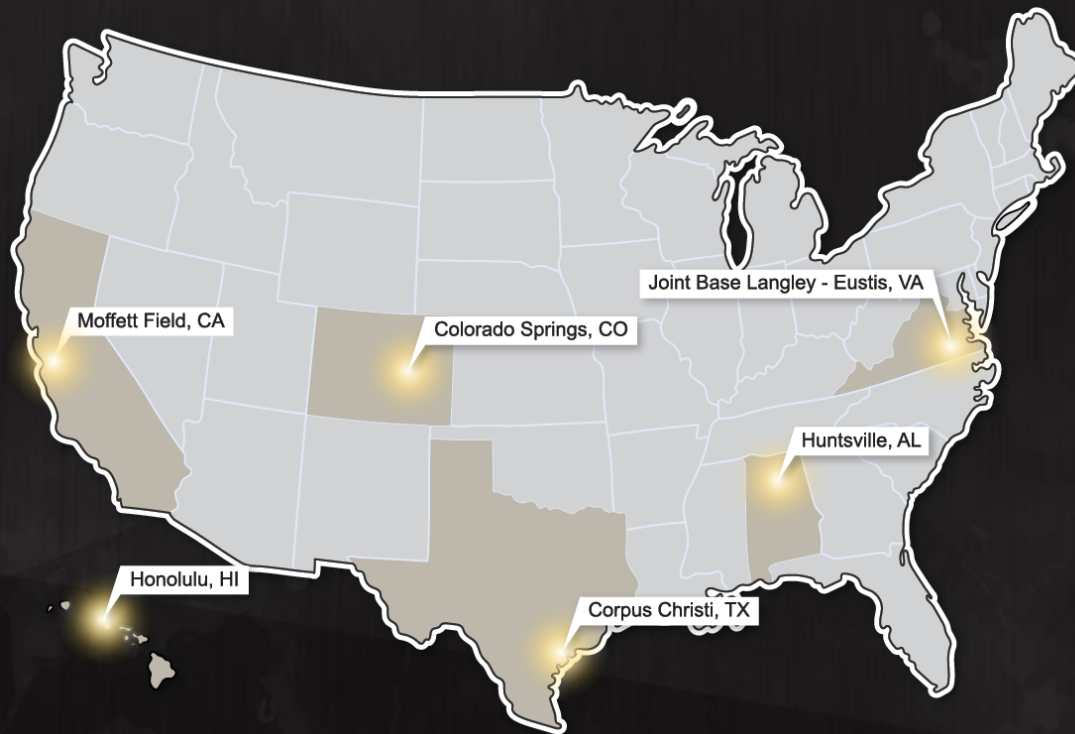 Joint Base Langley - Eustis, VA
Moffett Field, CA
Colorado Springs, CO
Huntsville, AL
Honolulu, HI
Corpus Christi, TX